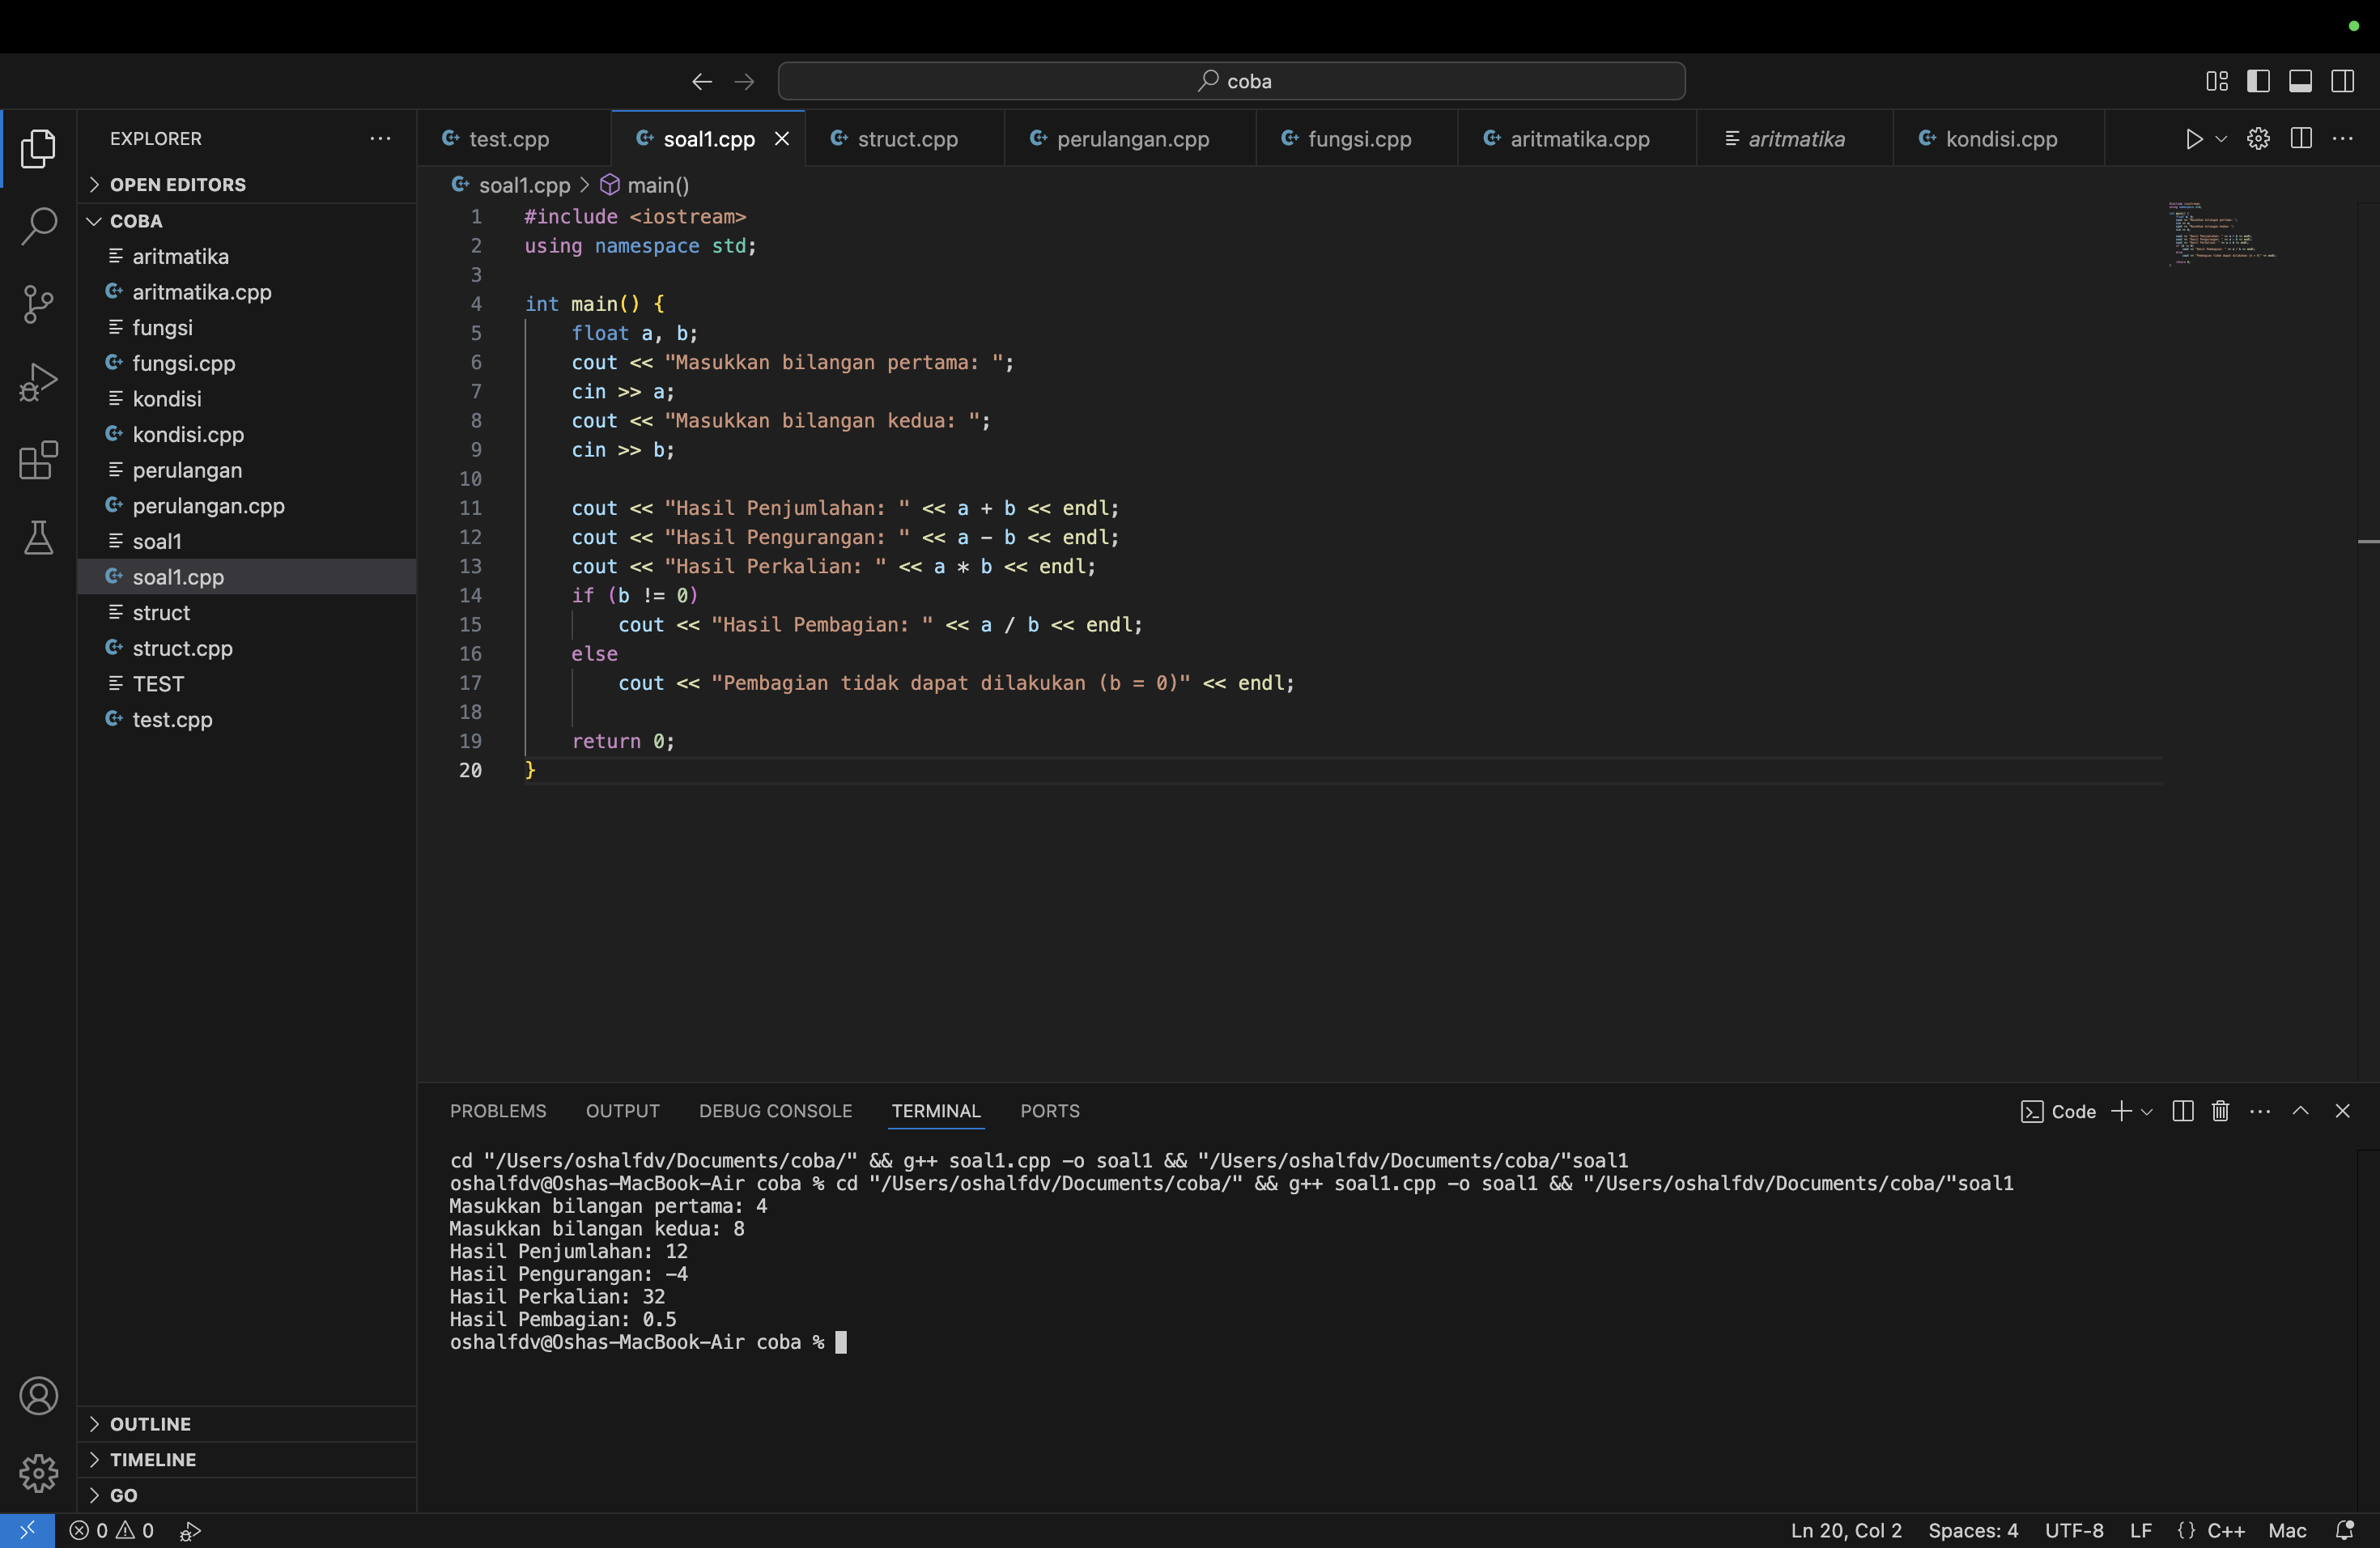 coba
EXPLORER
OPEN EDITORS
COBA
aritmatika
aritmatika.cpp
fungsi
fungsi.cpp
kondisi
kondisi.cpp
perulangan
perulangan.cpp
soal1
soal1.cpp
struct
struct.cpp
TEST
test.cpp
OUTLINE
TIMELINE
GO
test.cpp soal1.cpp struct.cpp perulangan.cpp fungsi.cpp aritmatika.cpp aritmatika kondisi.cpp
soal1.cpp > main()
1 #include <iostream>
2 using namespace std;
3
4 int main() {
5 float a, b;
6 cout << "Masukkan bilangan pertama: ";
7 cin >> a;
8 cout << "Masukkan bilangan kedua: ";
9 cin >> b;
10
11 cout << "Hasil Penjumlahan: " << a + b << endl;
12 cout << "Hasil Pengurangan: " << a - b << endl;
13 cout << "Hasil Perkalian: " << a * b << endl;
14 if (b != 0)
15 cout << "Hasil Pembagian: " << a / b << endl;
16 else
17 cout << "Pembagian tidak dapat dilakukan (b = 0)" << endl;
18
19 return 0;
20 }
PROBLEMS OUTPUT DEBUG CONSOLE TERMINAL PORTS
Code
cd "/Users/oshalfdv/Documents/coba/" && g++ soal1.cpp -o soal1 && "/Users/oshalfdv/Documents/coba/"soal1
oshalfdv@Oshas-MacBook-Air coba % cd "/Users/oshalfdv/Documents/coba/" && g++ soal1.cpp -o soal1 && "/Users/oshalfdv/Documents/coba/"soal1
Masukkan bilangan pertama: 4
Masukkan bilangan kedua: 8
Hasil Penjumlahan: 12
Hasil Pengurangan: -4
Hasil Perkalian: 32
Hasil Pembagian: 0.5
oshalfdv@Oshas-MacBook-Air coba %
0 0 Ln 20, Col 2 Spaces: 4 UTF-8 LF {} C++ Mac